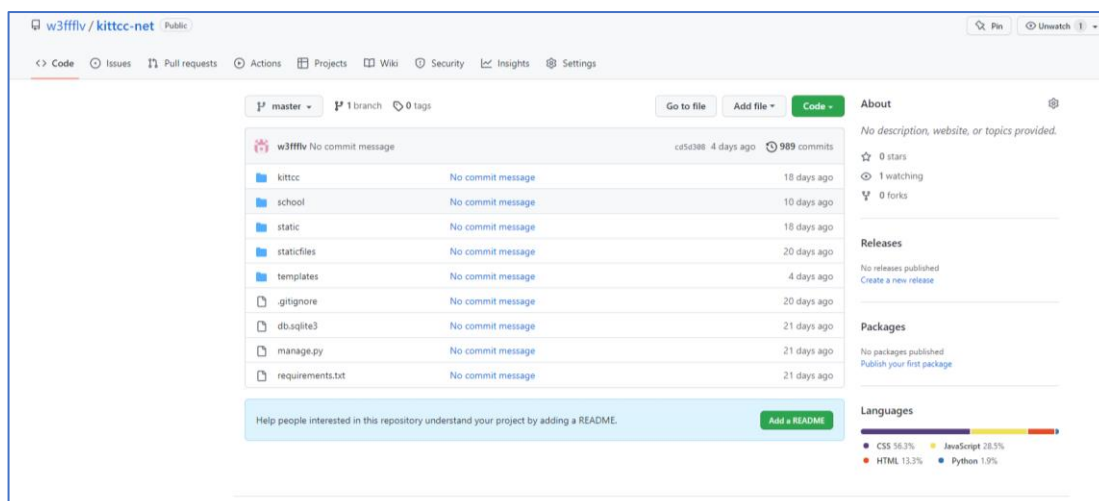 w3ffflv / kittcc-net Public
Pin
Unwatch 1
Code Issues Pull requests Actions Projects Wiki Security Insights Settings
master 1 branch 0 tags Go to file Add file Code
w3ffflv No commit message cd5d308 4 days ago 989 commits
kittcc No commit message 18 days ago
school No commit message 10 days ago
static No commit message 18 days ago
staticfiles No commit message 20 days ago
templates No commit message 4 days ago
.gitignore No commit message 20 days ago
db.sqlite3 No commit message 21 days ago
manage.py No commit message 21 days ago
requirements.txt No commit message 21 days ago
Help people interested in this repository understand your project by adding a README. Add a README
About
No description, website, or topics provided.
0 stars
1 watching
0 forks
Releases
No releases published
Create a new release
Packages
No packages published
Publish your first package
Languages
CSS 56.3% JavaScript 28.5%
HTML 13.3% Python 1.9%